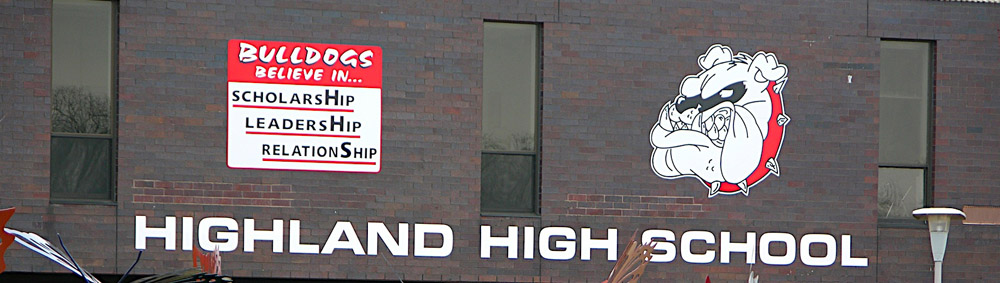 BULLDOGS
BELIEVE IN...
SCHOLARSHIP
LEADERSHIP
RELATIONSHIP
HIGHLAND HIGH SCHOOL